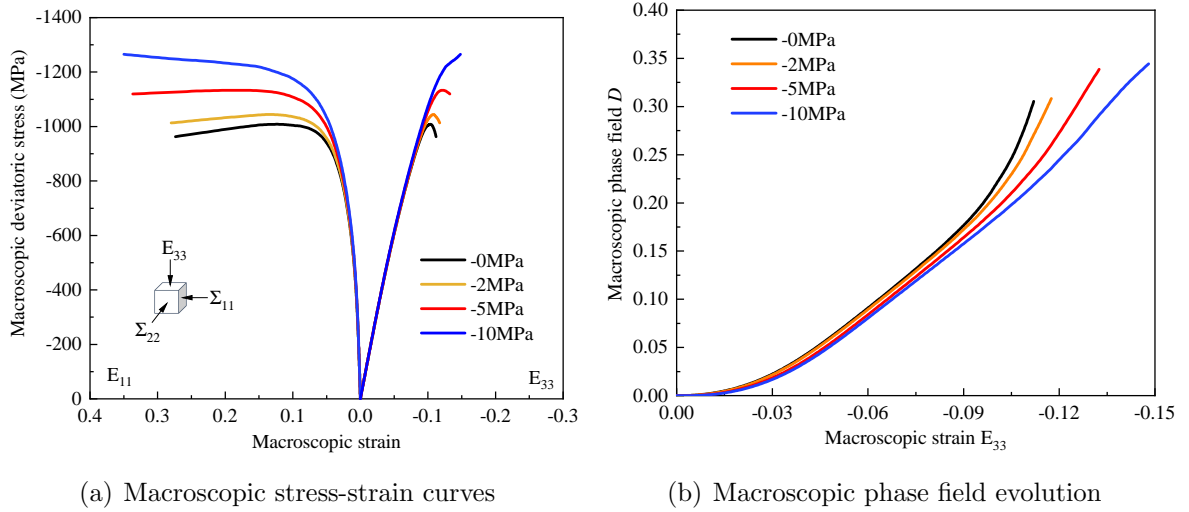 -1400
-1200
-1000
-800
-600
-400
-200
0
Macroscopic deviatoric stress (MPa)
E33
Σ11
Σ22
-0MPa
-2MPa
-5MPa
-10MPa
E11
E33
0.4 0.3 0.2 0.1 0.0 -0.1 -0.2 -0.3
Macroscopic strain
(a) Macroscopic stress-strain curves
0.40
0.35
0.30
0.25
0.20
0.15
0.10
0.05
0.00
Macroscopic phase field D
-0MPa
-2MPa
-5MPa
-10MPa
0.00 -0.03 -0.06 -0.09 -0.12 -0.15
Macroscopic strain E33
(b) Macroscopic phase field evolution